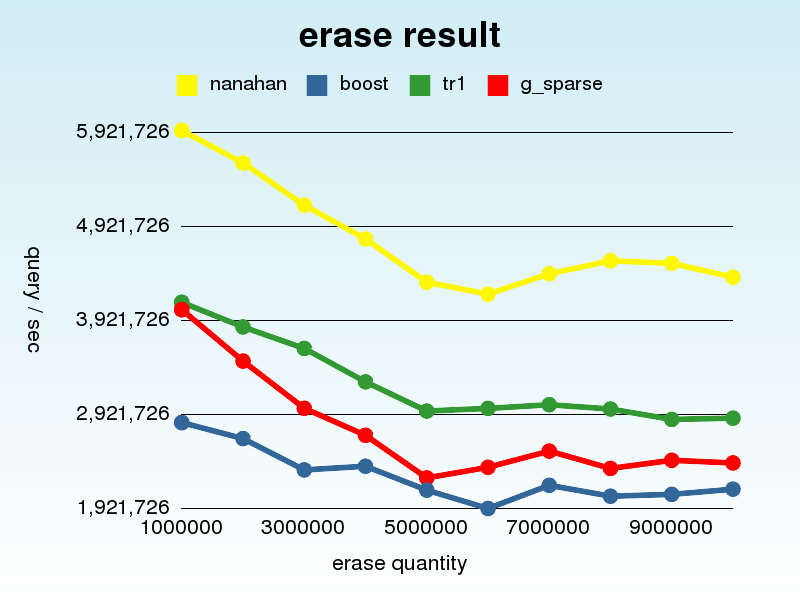 erase result
nanahan boost tr1 g_sparse
5,921,726
4,921,726
3,921,726
2,921,726
1,921,726
query / sec
1000000 3000000 5000000 7000000 9000000
erase quantity